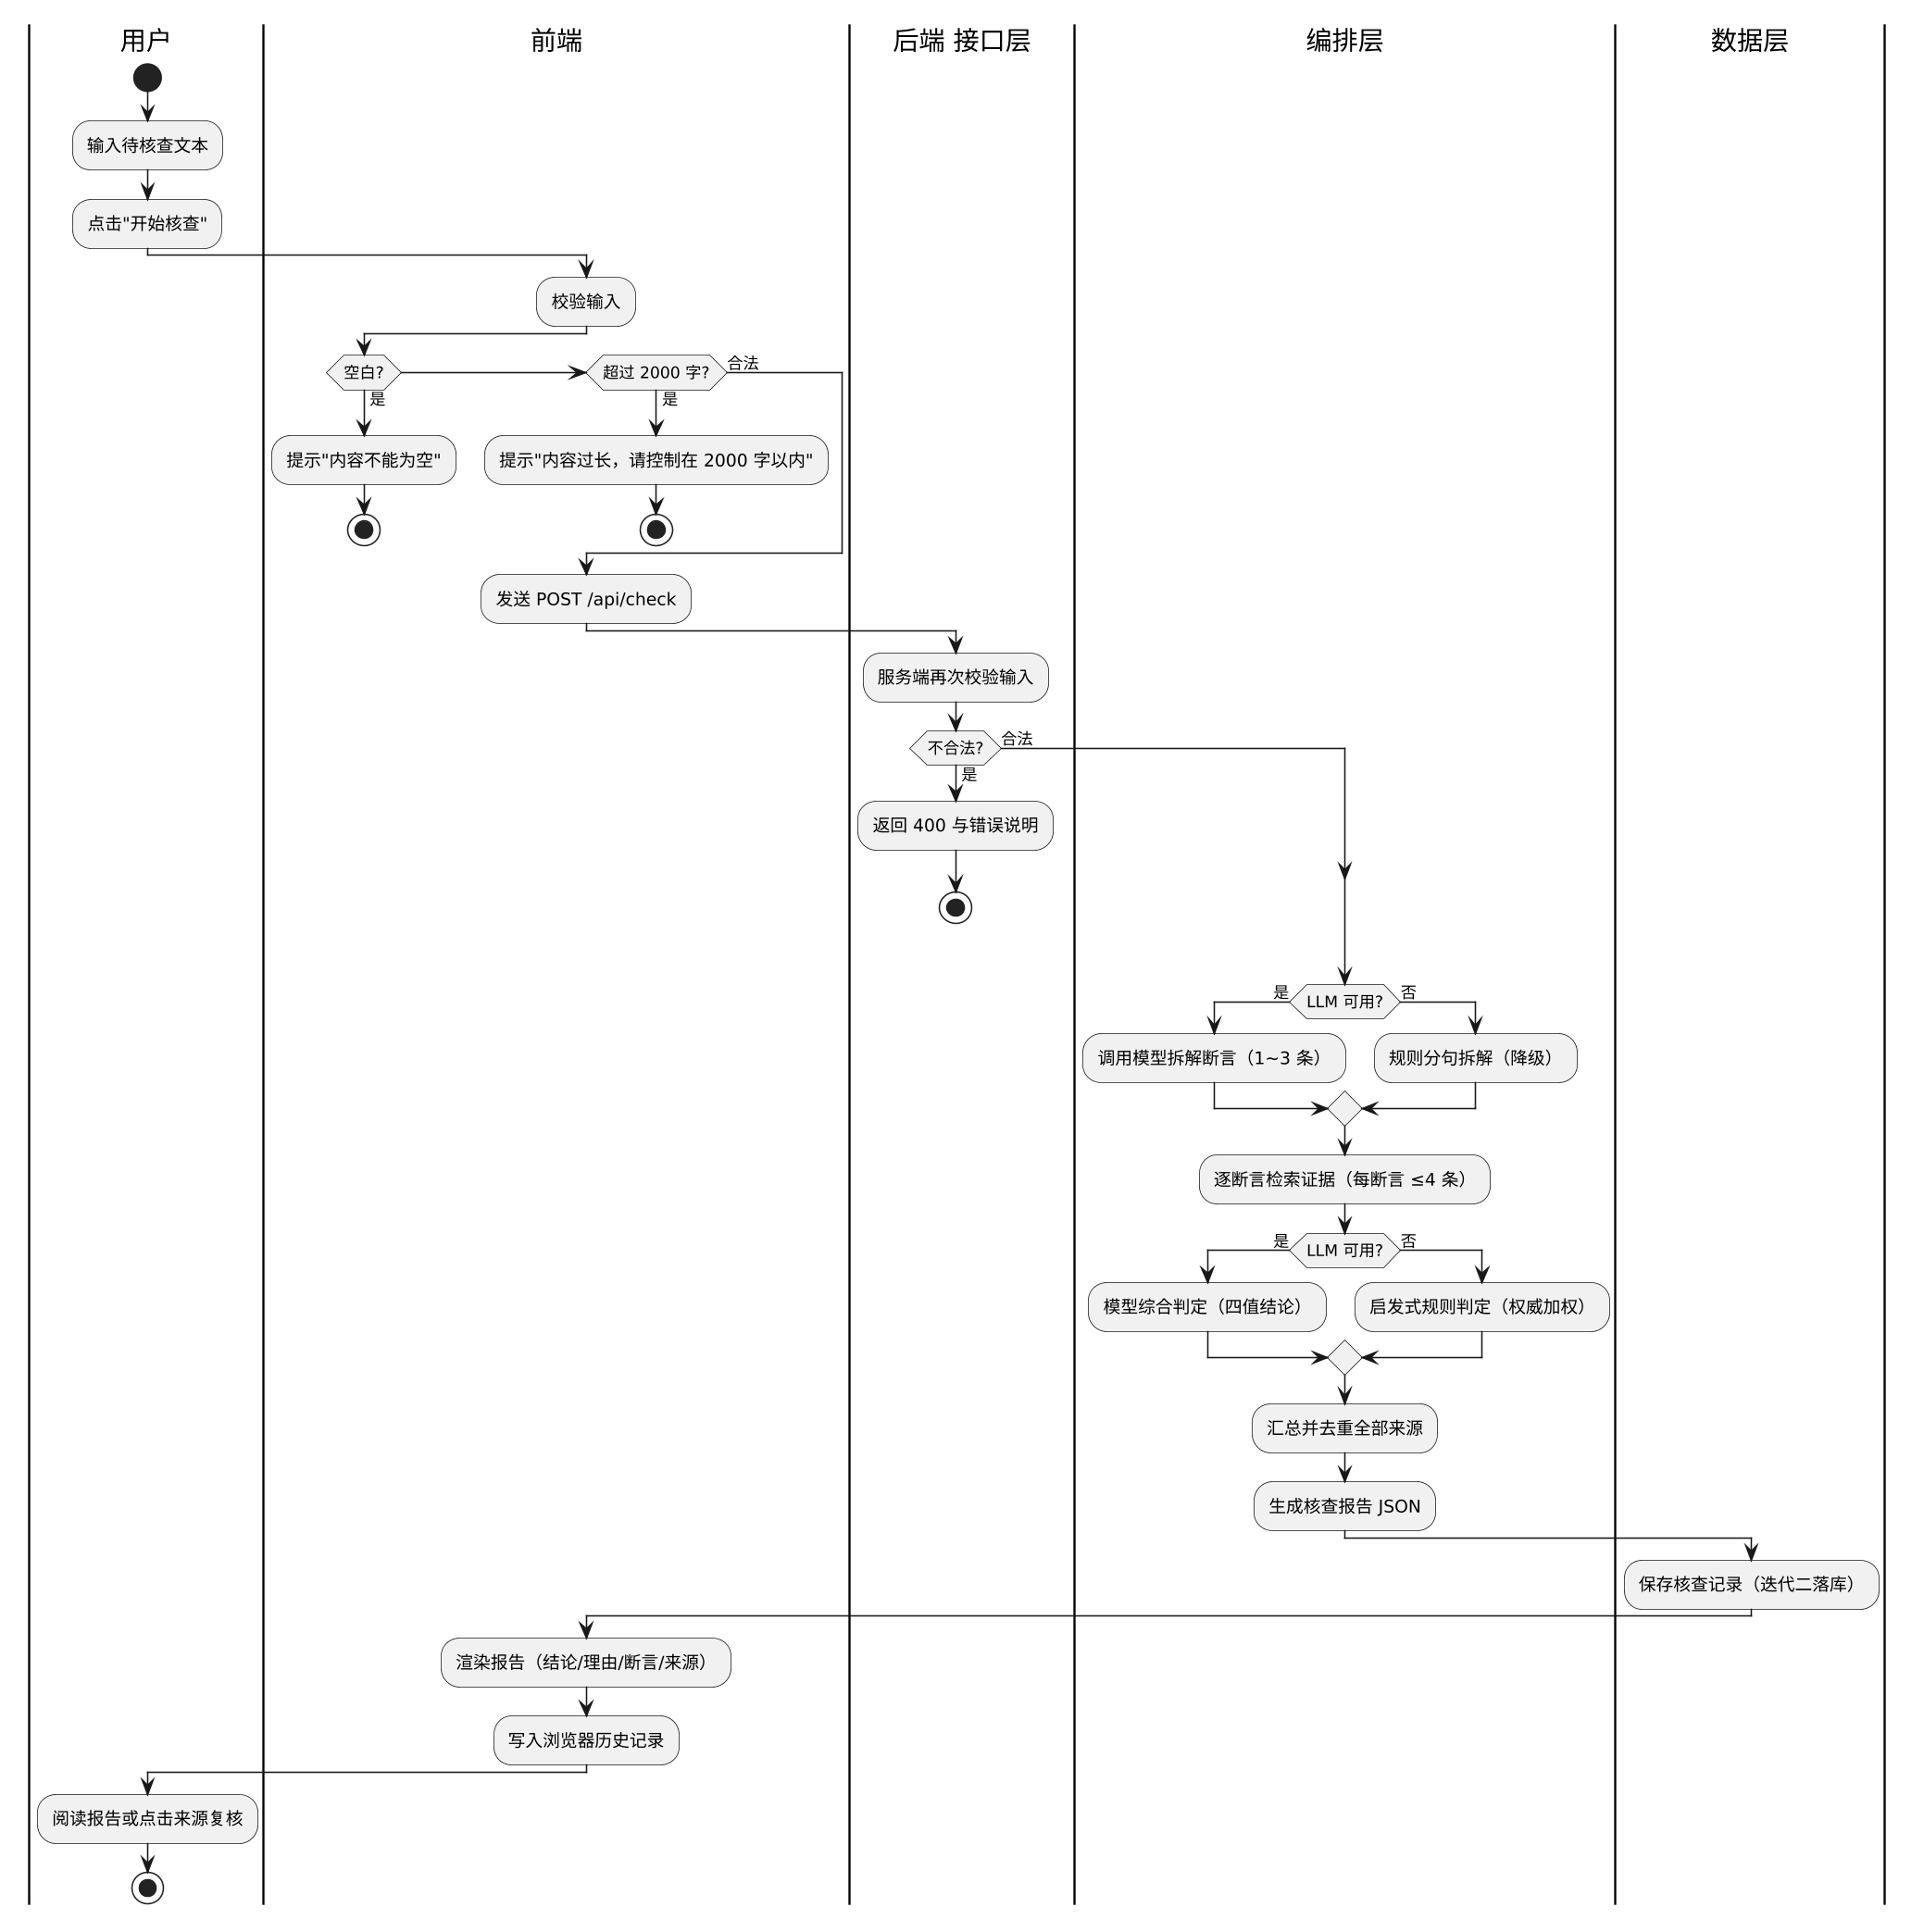 用户
前端
后端 接口层
编排层
数据层
输入待核查文本
点击"开始核查"
校验输入
空白?
超过 2000 字?
合法
是
是
提示"内容不能为空"
提示"内容过长，请控制在 2000 字以内"
发送 POST /api/check
服务端再次校验输入
不合法?
合法
是
返回 400 与错误说明
是
LLM 可用?
否
调用模型拆解断言（1~3 条）
规则分句拆解（降级）
逐断言检索证据（每断言 ≤4 条）
是
LLM 可用?
否
模型综合判定（四值结论）
启发式规则判定（权威加权）
汇总并去重全部来源
生成核查报告 JSON
保存核查记录（迭代二落库）
渲染报告（结论/理由/断言/来源）
写入浏览器历史记录
阅读报告或点击来源复核